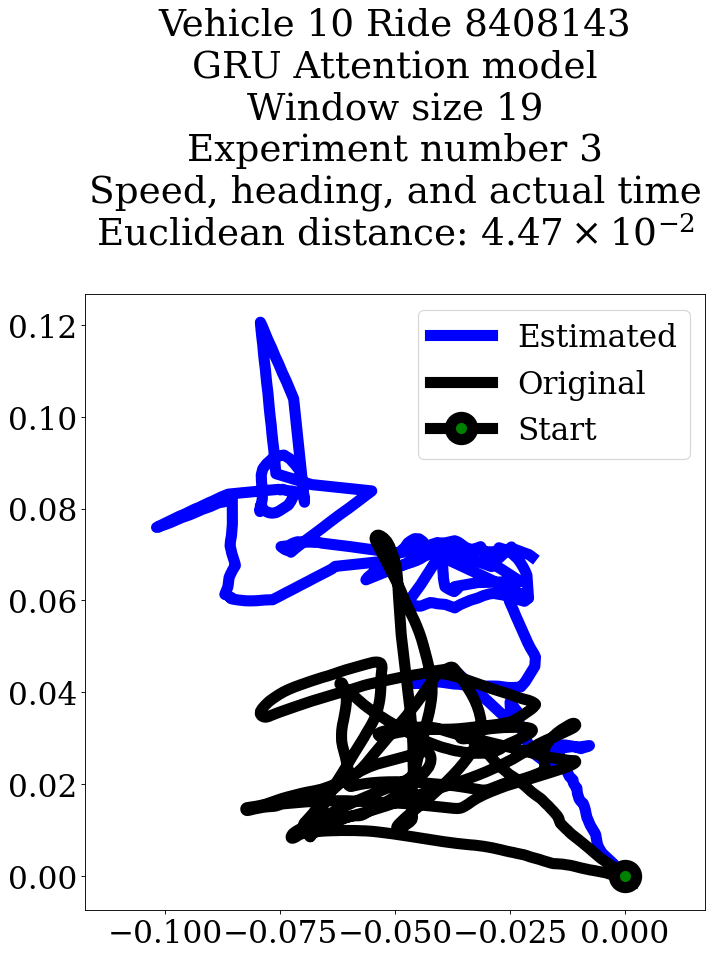 Vehicle 10 Ride 8408143
GRU Attention model
Window size 19
Experiment number 3
Speed, heading, and actual time
Euclidean distance: 4.47 × 10⁻²
Estimated
Original
Start
0.12
0.10
0.08
0.06
0.04
0.02
0.00
−0.100 −0.075 −0.050 −0.025 0.000